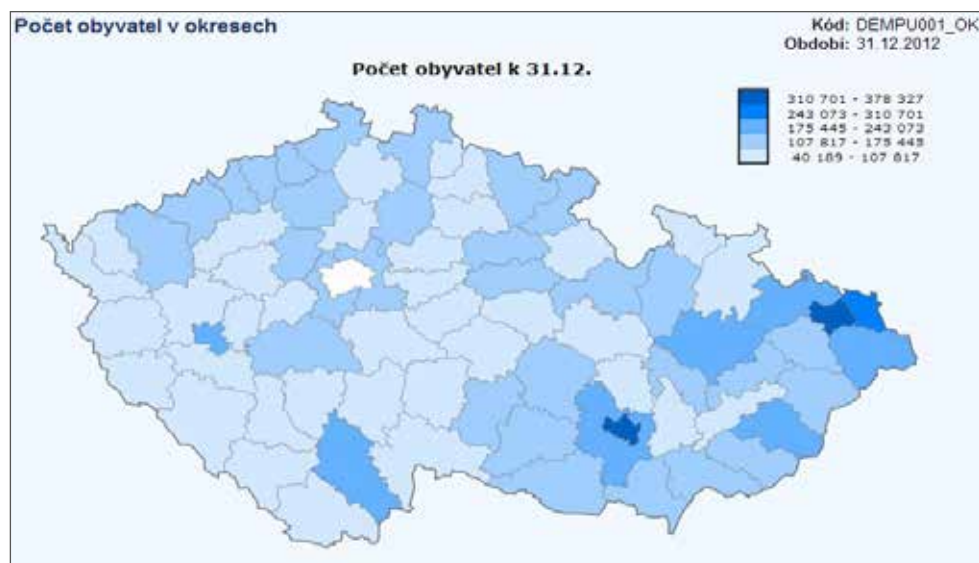 Počet obyvatel v okresech
Kód: DEMPU001_OK
Období: 31.12.2012
Počet obyvatel k 31.12.
310 701 - 378 327
243 073 - 310 701
175 445 - 243 073
107 817 - 175 445
40 189 - 107 817